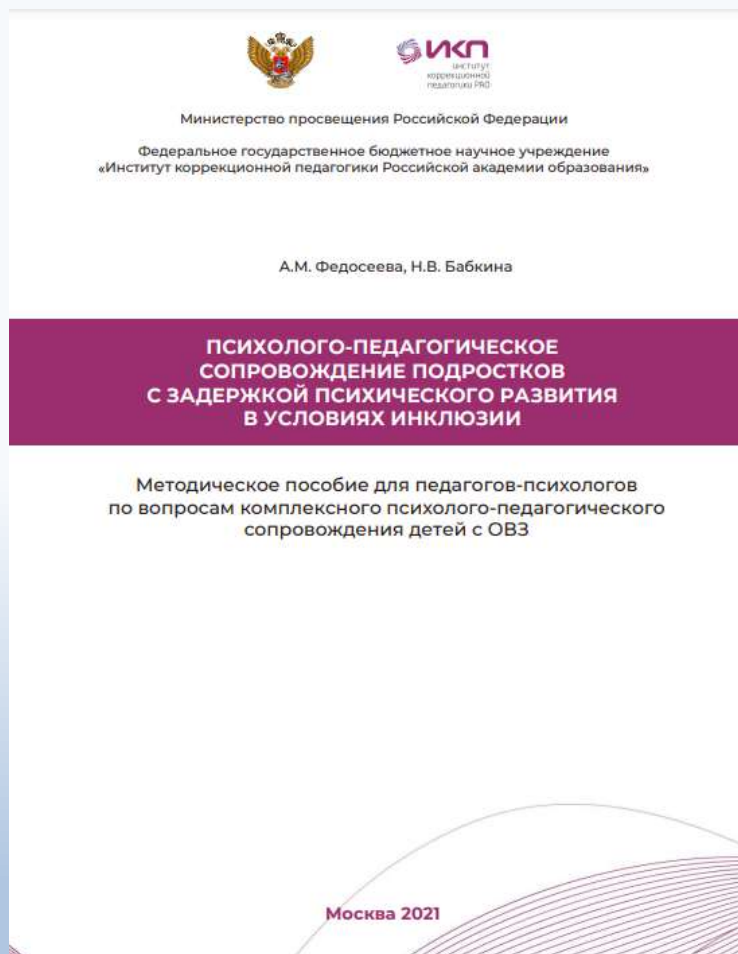 ИКП
институт
коррекционной
педагогики РАО
Министерство просвещения Российской Федерации
Федеральное государственное бюджетное научное учреждение
«Институт коррекционной педагогики Российской академии образования»
А.М. Федосеева, Н.В. Бабкина
ПСИХОЛОГО-ПЕДАГОГИЧЕСКОЕ
СОПРОВОЖДЕНИЕ ПОДРОСТКОВ
С ЗАДЕРЖКОЙ ПСИХИЧЕСКОГО РАЗВИТИЯ
В УСЛОВИЯХ ИНКЛЮЗИИ
Методическое пособие для педагогов-психологов
по вопросам комплексного психолого-педагогического
сопровождения детей с ОВЗ
Москва 2021